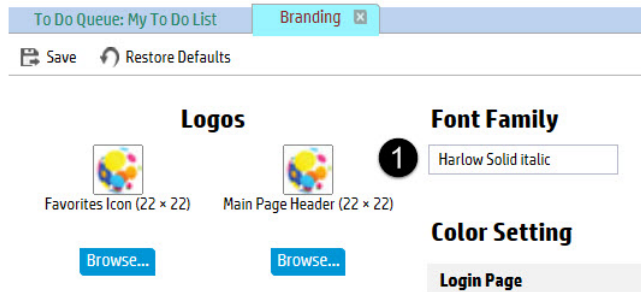 To Do Queue: My To Do List
Branding
Save Restore Defaults
Logos
Favorites Icon (22 × 22)
Main Page Header (22 × 22)
Browse...
Browse...
Font Family
1
Harlow Solid italic
Color Setting
Login Page